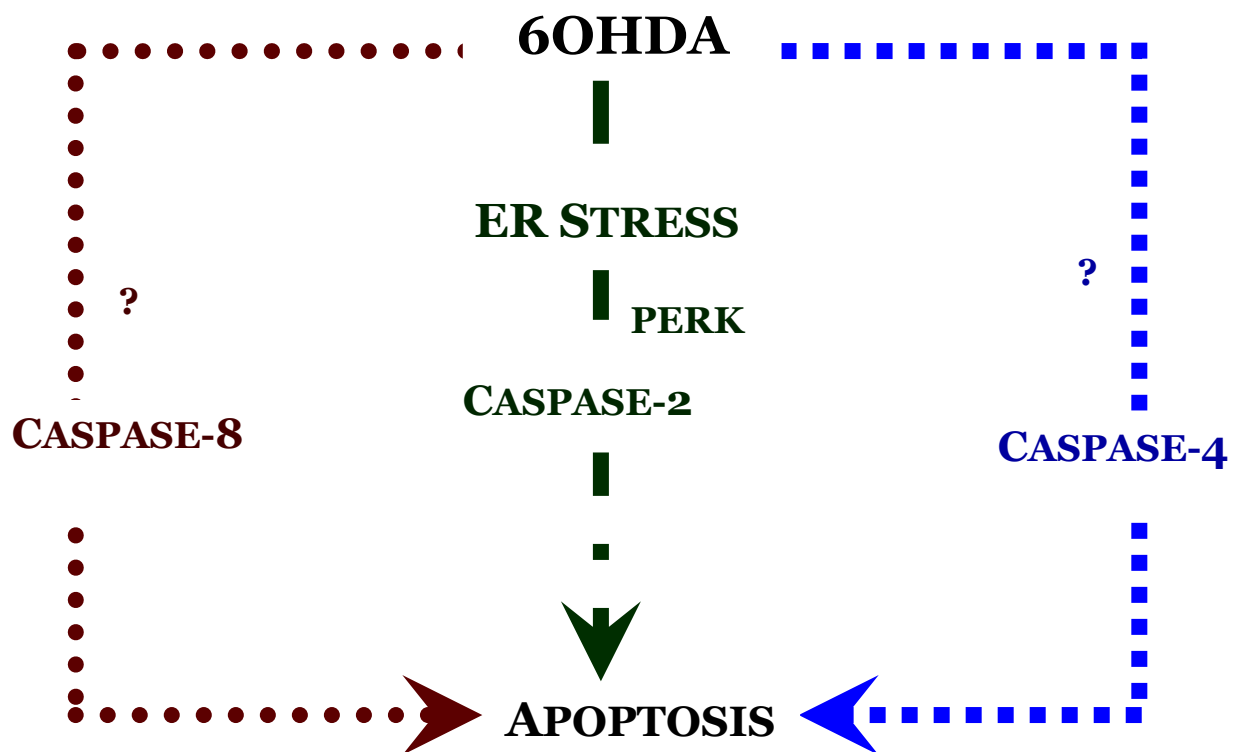 6OHDA
ER STRESS
?
?
PERK
CASPASE-2
CASPASE-8
CASPASE-4
APOPTOSIS